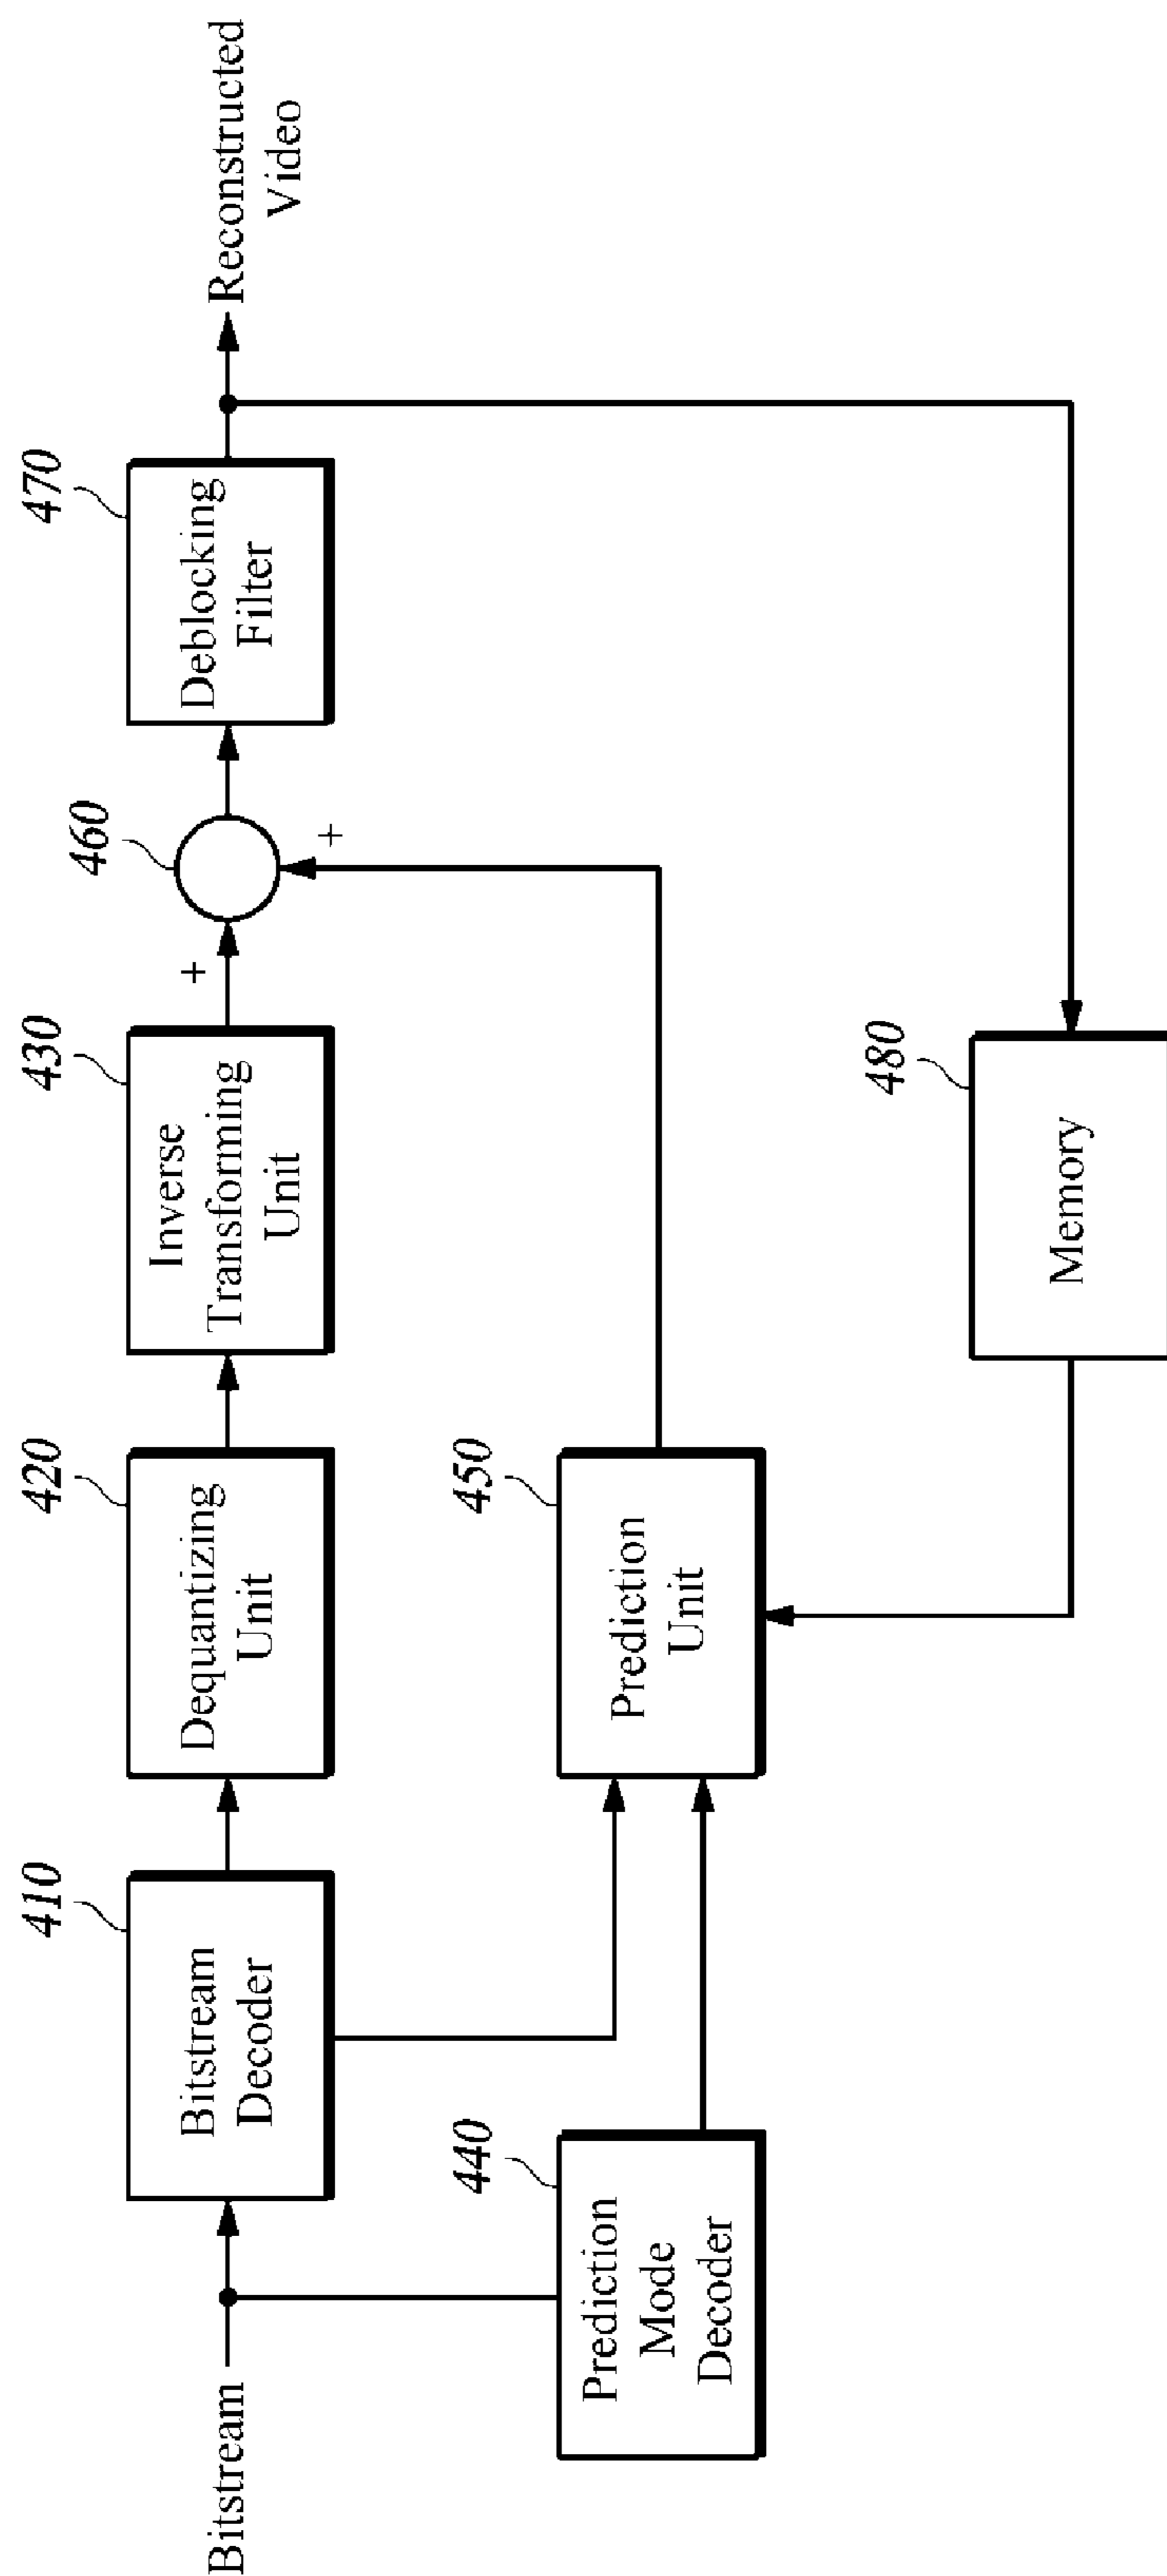 410
420
430
460
470
Bitstream
Bitstream
Decoder
Dequantizing
Unit
Inverse
Transforming
Unit
+
+
Deblocking
Filter
Reconstructed
Video
440
450
Prediction
Mode
Decoder
Prediction
Unit
480
Memory